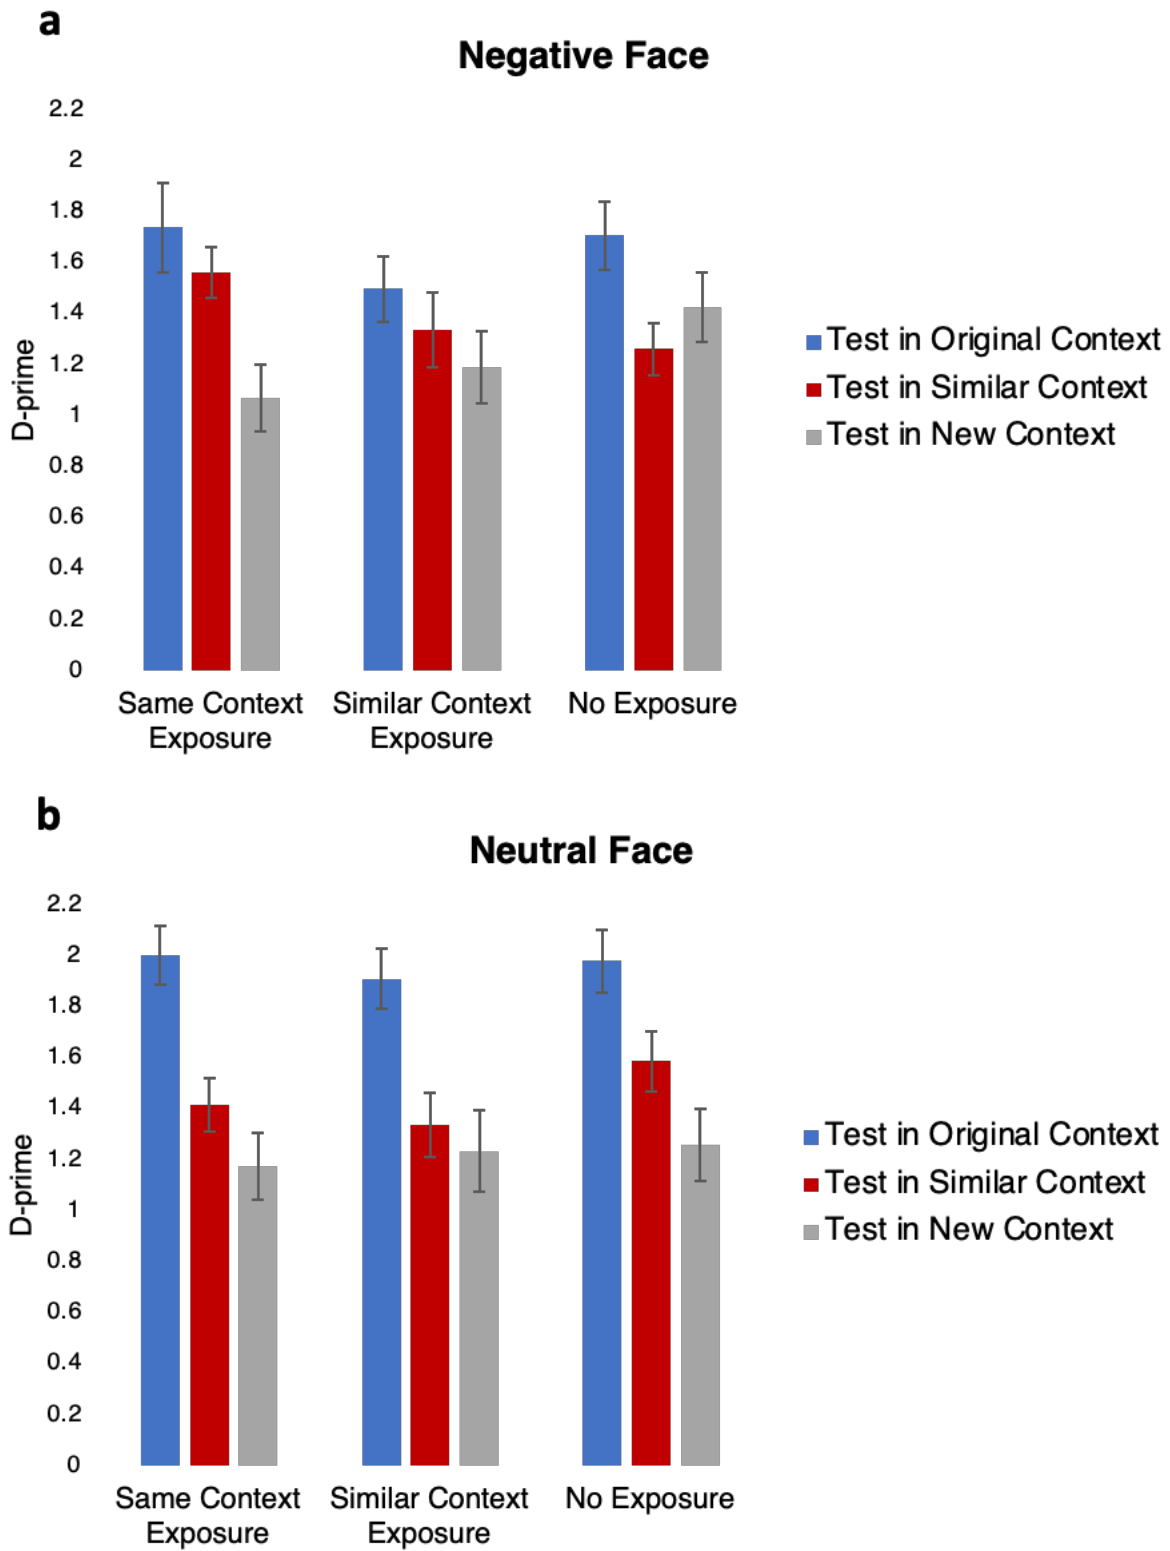 a
Negative Face
2.2
2
1.8
1.6
1.4
1.2
1
0.8
0.6
0.4
0.2
0
D-prime
Same Context
Exposure
Similar Context
Exposure
No Exposure
Test in Original Context
Test in Similar Context
Test in New Context
b
Neutral Face
2.2
2
1.8
1.6
1.4
1.2
1
0.8
0.6
0.4
0.2
0
D-prime
Same Context
Exposure
Similar Context
Exposure
No Exposure
Test in Original Context
Test in Similar Context
Test in New Context